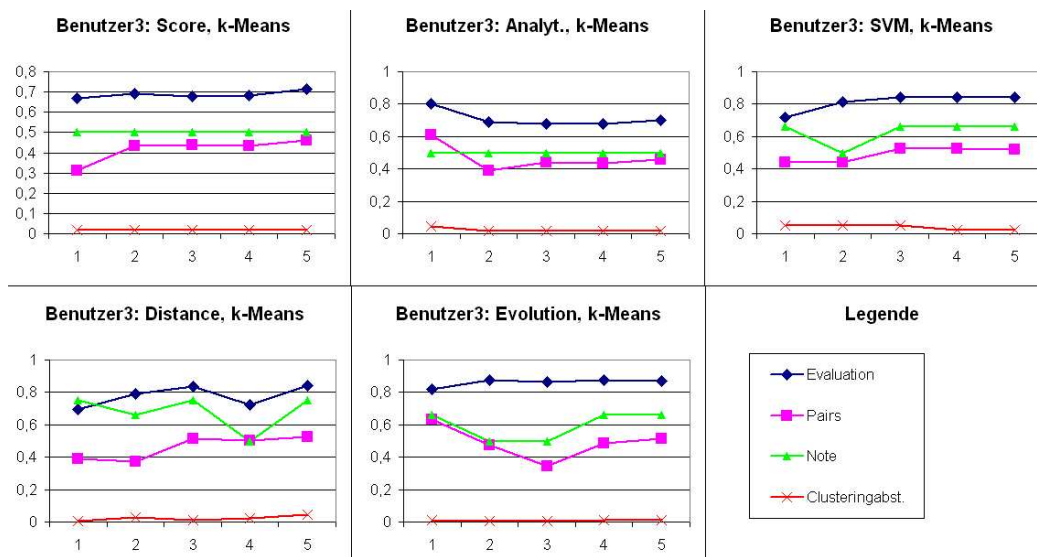 Benutzer3: Score, k-Means
0,8
0,7
0,6
0,5
0,4
0,3
0,2
0,1
0
1 2 3 4 5
Benutzer3: Analyt., k-Means
1
0,8
0,6
0,4
0,2
0
1 2 3 4 5
Benutzer3: SVM, k-Means
1
0,8
0,6
0,4
0,2
0
1 2 3 4 5
Benutzer3: Distance, k-Means
1
0,8
0,6
0,4
0,2
0
1 2 3 4 5
Benutzer3: Evolution, k-Means
1
0,8
0,6
0,4
0,2
0
1 2 3 4 5
Legende
Evaluation
Pairs
Note
Clusteringabst.